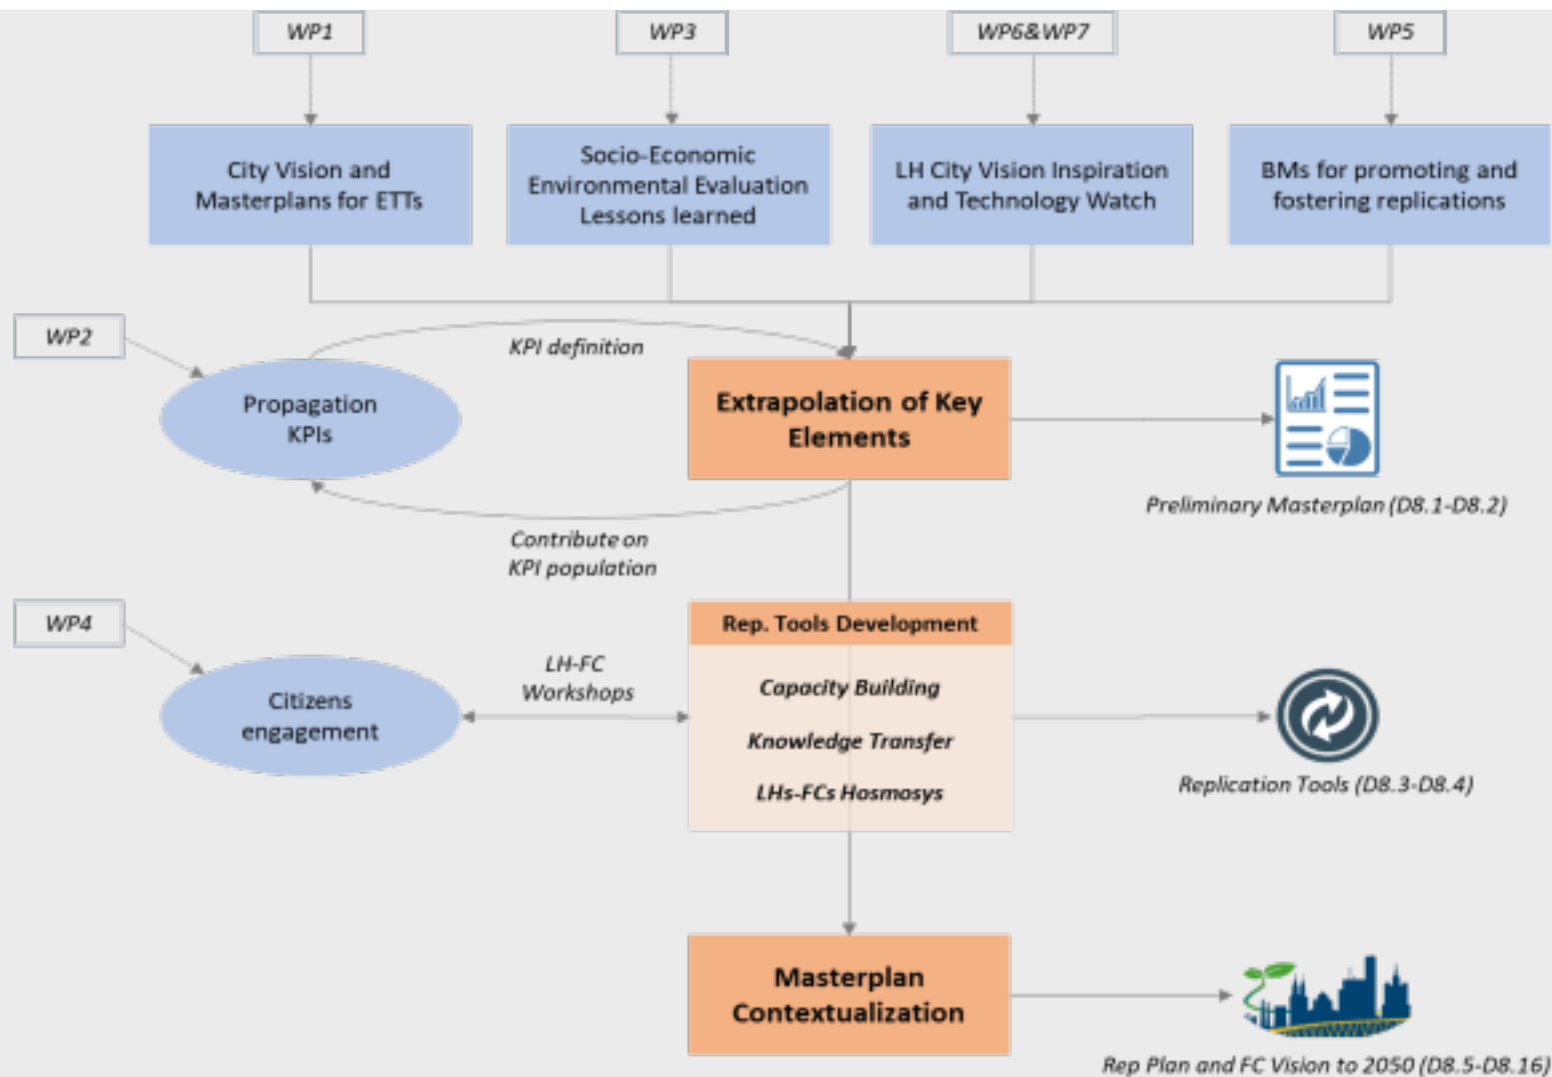 WP1
WP3
WP6&WP7
WP5
City Vision and
Masterplans for ETTs
Socio-Economic
Environmental Evaluation
Lessons learned
LH City Vision Inspiration
and Technology Watch
BMs for promoting and
fostering replications
WP2
KPI definition
Propagation
KPIs
Extrapolation of Key
Elements
Preliminary Masterplan (D8.1-D8.2)
Contribute on
KPI population
WP4
Rep. Tools Development
LH-FC
Workshops
Citizens
engagement
Capacity Building
Knowledge Transfer
LHs-FCs Hosmosys
Replication Tools (D8.3-D8.4)
Masterplan
Contextualization
Rep Plan and FC Vision to 2050 (D8.5-D8.16)